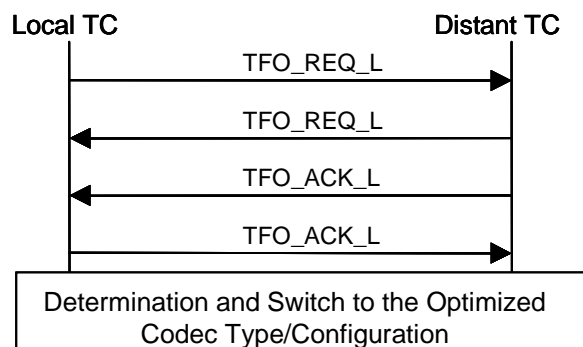 Local TC
Distant TC
TFO_REQ_L
TFO_REQ_L
TFO_ACK_L
TFO_ACK_L
Determination and Switch to the Optimized
Codec Type/Configuration